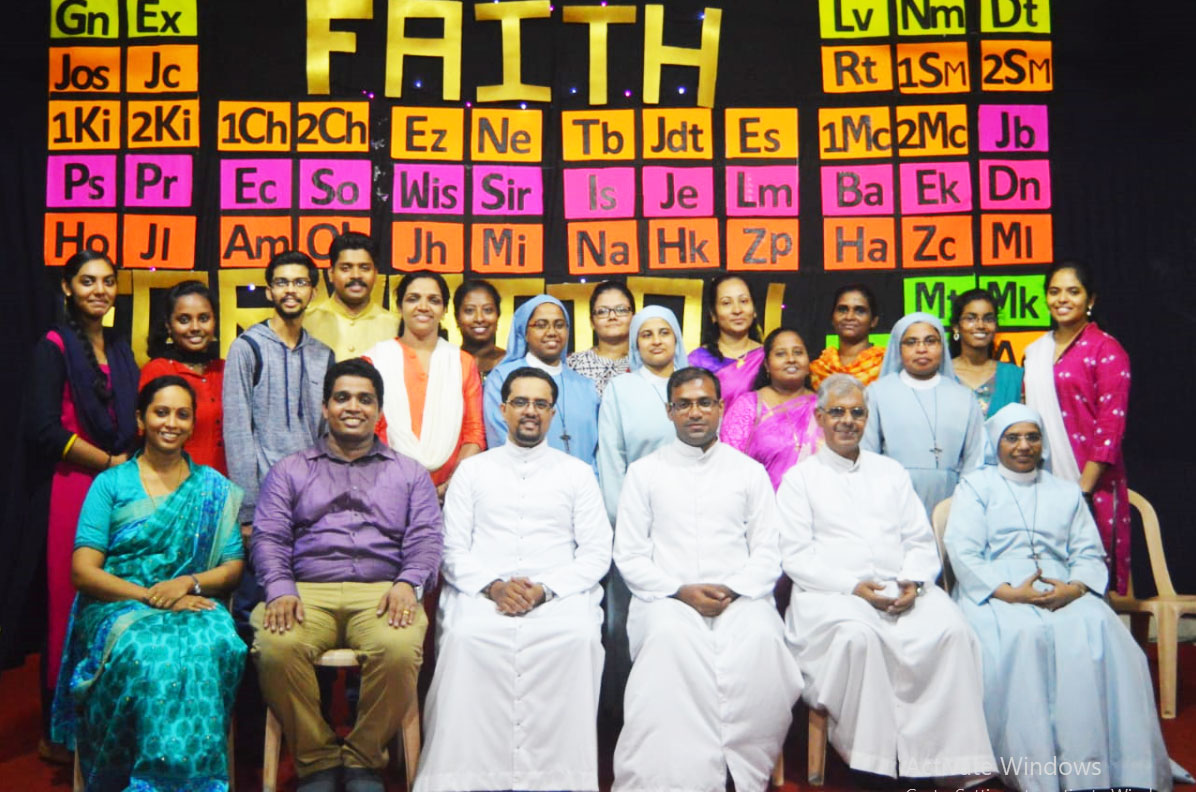 FAITH
Gn Ex Lv Nm Dt
Jos Jc Rt 1SM 2SM
1Ki 2Ki 1Ch 2Ch Ez Ne Tb Jdt Es 1Mc 2Mc Jb
Ps Pr Ec So Wis Sir Is Je Lm Ba Ek Dn
Ho Jl Am Ob Jh Mi Na Hk Zp Ha Zc Ml
Mt Mk
Activate Windows